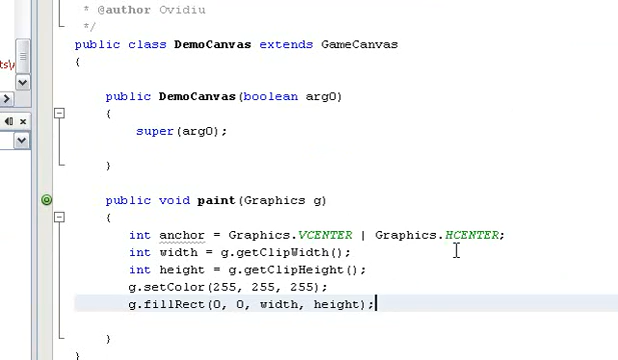 * @author Ovidiu
*/
public class DemoCanvas extends GameCanvas
{
public DemoCanvas(boolean arg0)
{
super(arg0);
}
public void paint(Graphics g)
{
int anchor = Graphics.VCENTER | Graphics.HCENTER;
int width = g.getClipWidth();
int height = g.getClipHeight();
g.setColor(255, 255, 255);
g.fillRect(0, 0, width, height);
}
}